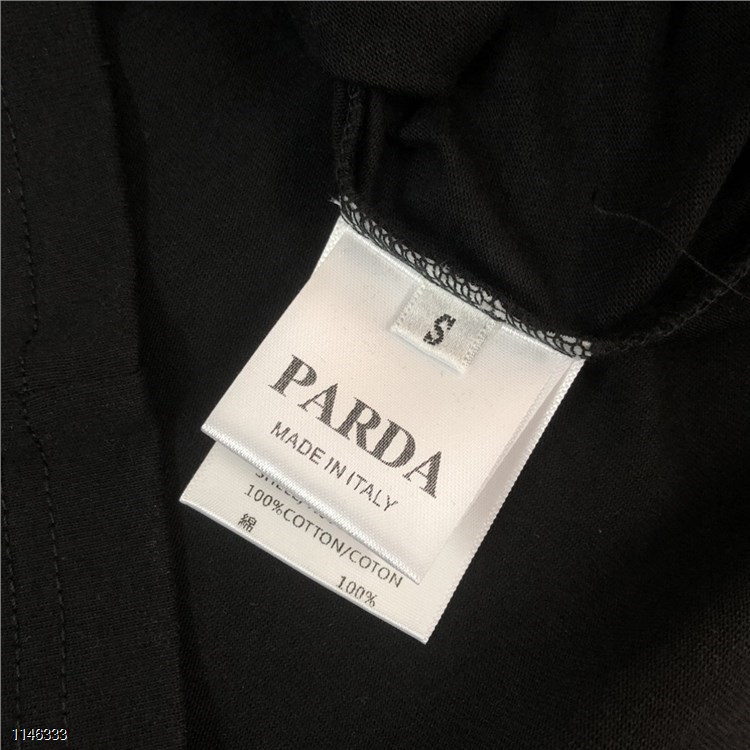 S
PARDA
MADE IN ITALY
100%COTTON/COTON
綿
100%
1146333